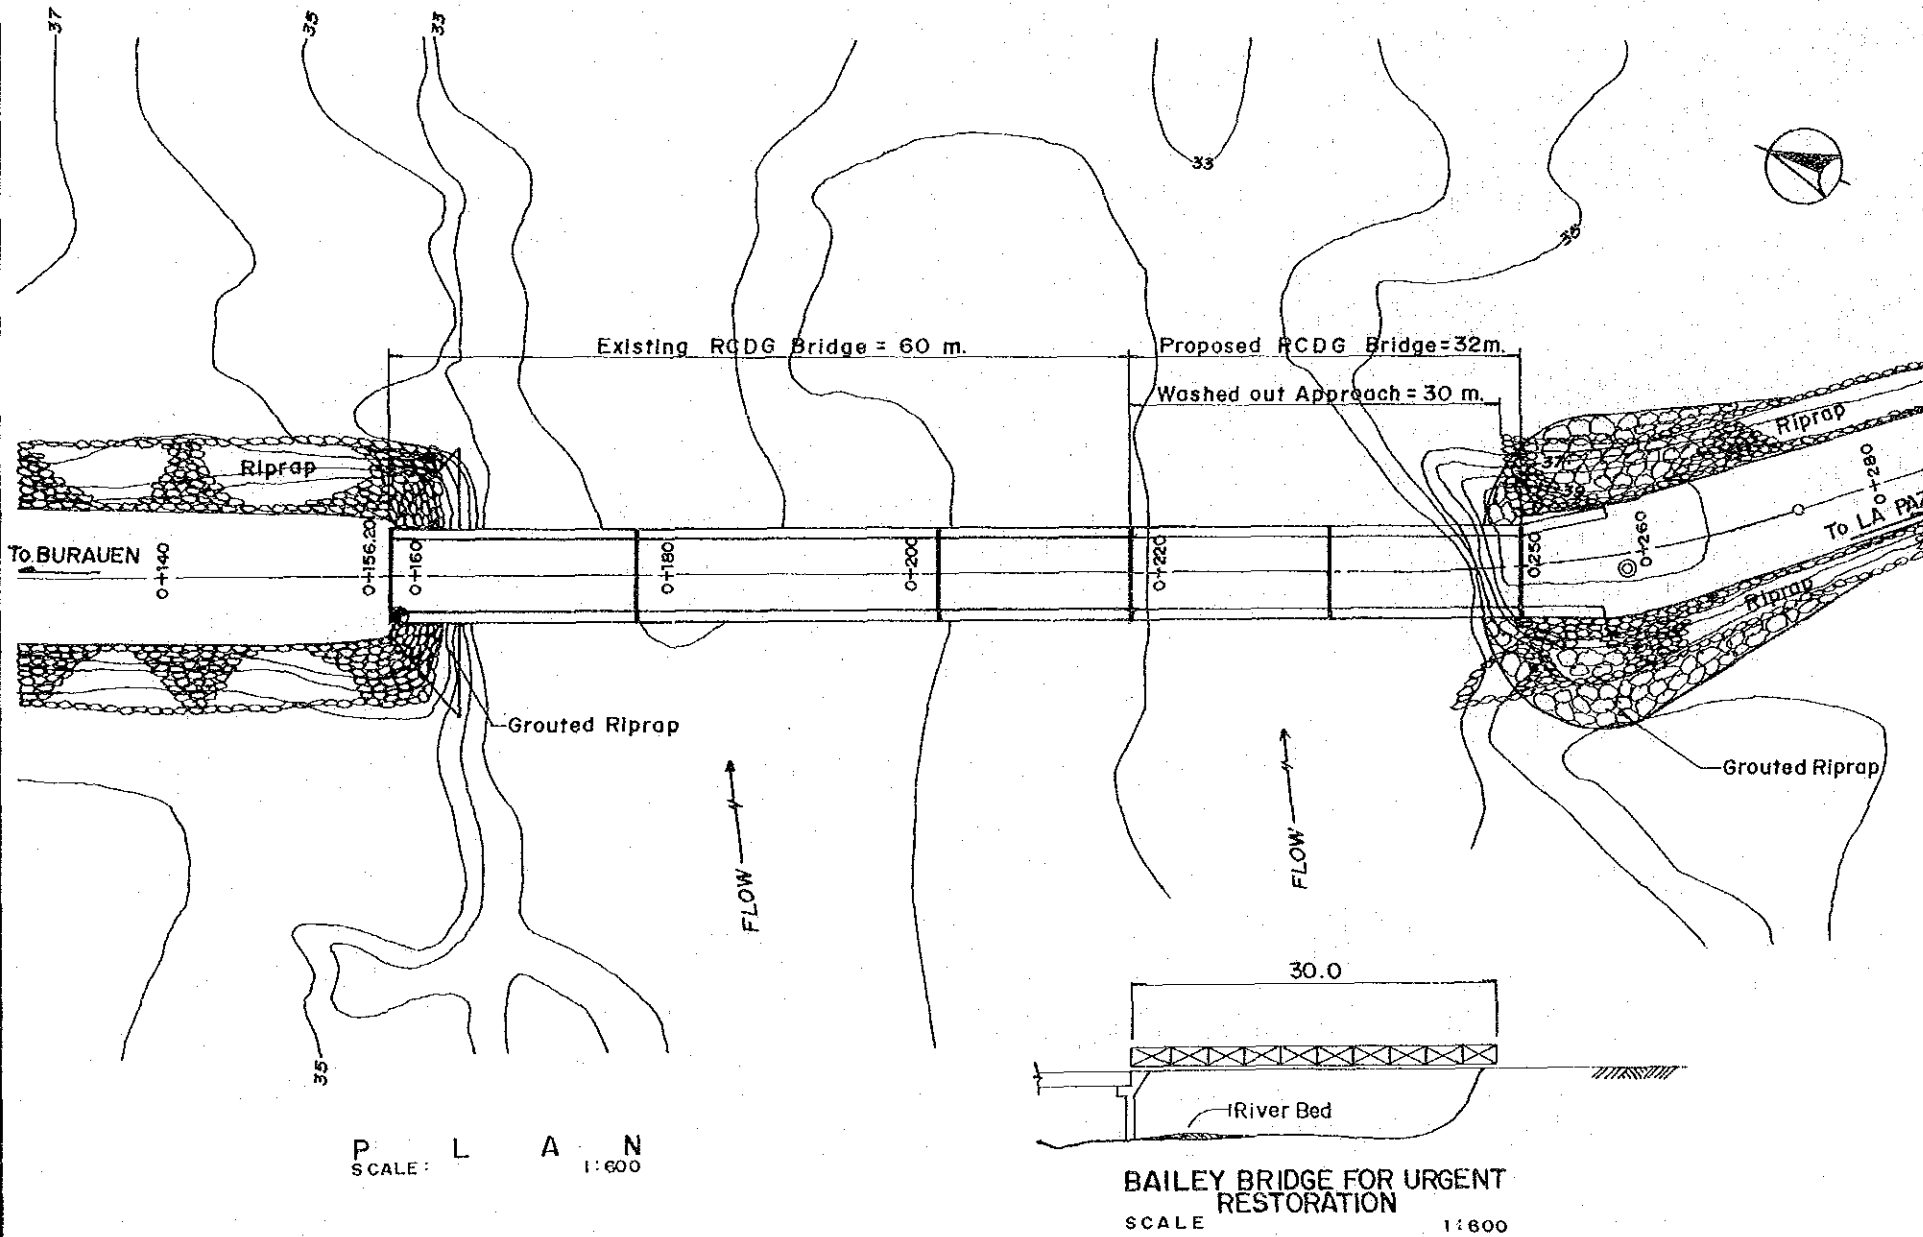 37
35
33
33
35
Existing RCDG Bridge = 60 m.
Proposed RCDG Bridge=32m.
Washed out Approach = 30 m.
Riprap
Riprap
37
39
To BURAUEN
0+140
0+156.20
0+160
0+180
0+200
0+220
0250
0+260
0+280
To LA PAZ
Riprap
Grouted Riprap
Grouted Riprap
FLOW
FLOW
35
30.0
River Bed
PLAN
SCALE: 1:600
BAILEY BRIDGE FOR URGENT
RESTORATION
SCALE 1:600